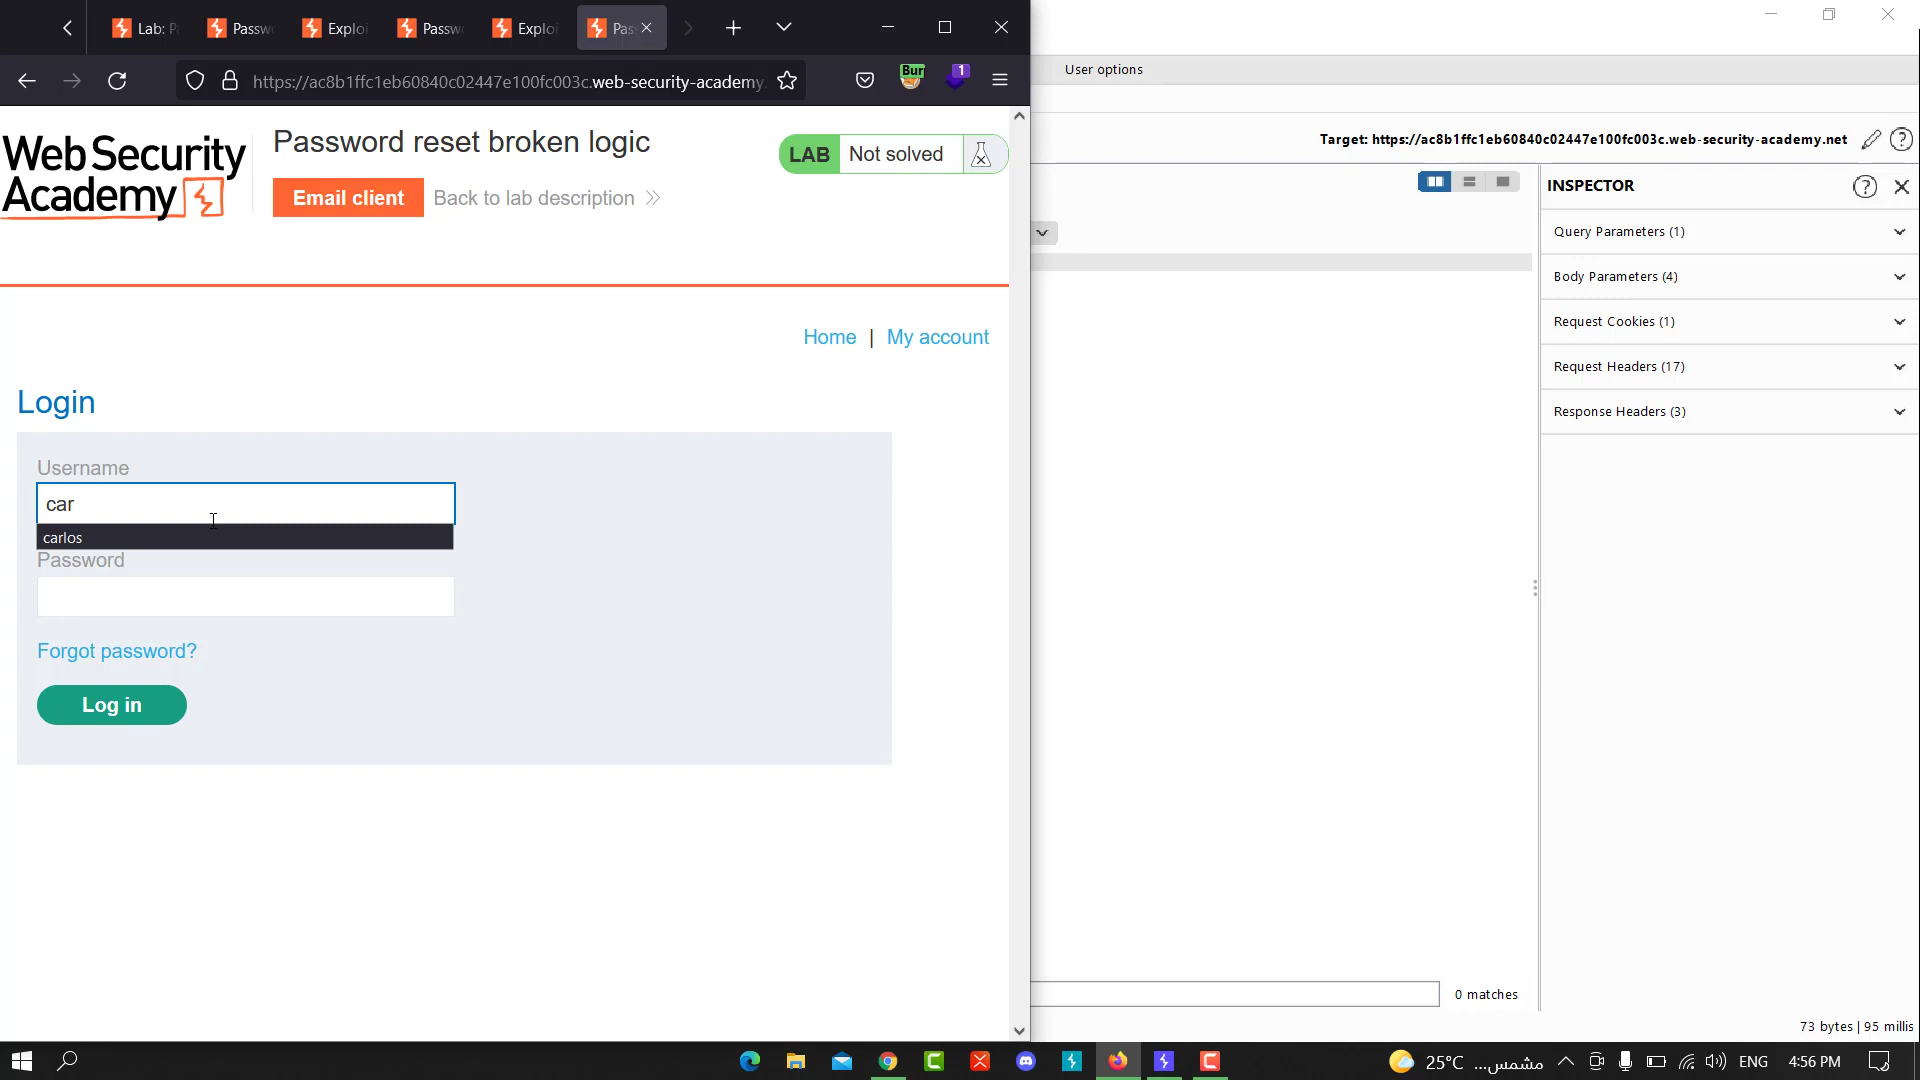 Lab: P
Passw
Exploi
Passw
Exploi
Pas
https://ac8b1ffc1eb60840c02447e100fc003c.web-security-academy.
Bur
1
User options
Web Security
Academy
Password reset broken logic
Email client
Back to lab description
LAB
Not solved
Target: https://ac8b1ffc1eb60840c02447e100fc003c.web-security-academy.net
INSPECTOR
Query Parameters (1)
Body Parameters (4)
Request Cookies (1)
Request Headers (17)
Response Headers (3)
Home | My account
Login
Username
car
carlos
Password
Forgot password?
Log in
0 matches
73 bytes | 95 millis
25°C
مشمس...
ENG
4:56 PM